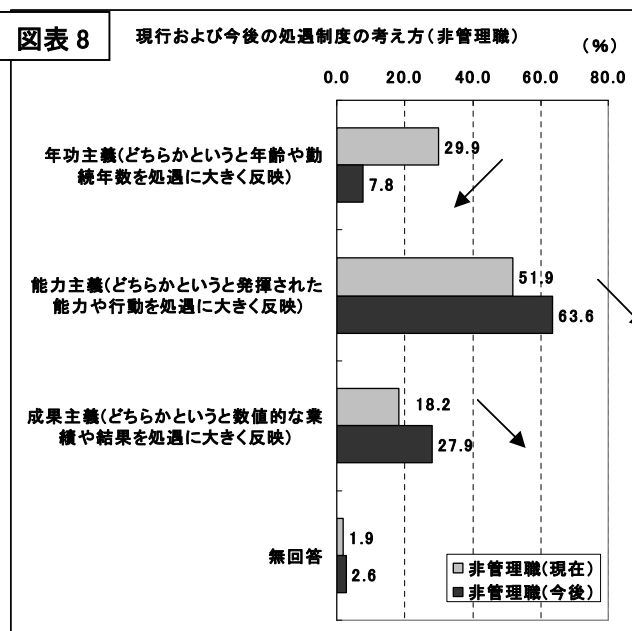 図表 8
現行および今後の処遇制度の考え方(非管理職)
(%)
0.0 20.0 40.0 60.0 80.0
年功主義(どちらかというと年齢や勤
続年数を処遇に大きく反映)
29.9
7.8
能力主義(どちらかというと発揮された
能力や行動を処遇に大きく反映)
51.9
63.6
成果主義(どちらかというと数値的な業
績や結果を処遇に大きく反映)
18.2
27.9
無回答
1.9
2.6
非管理職(現在)
非管理職(今後)